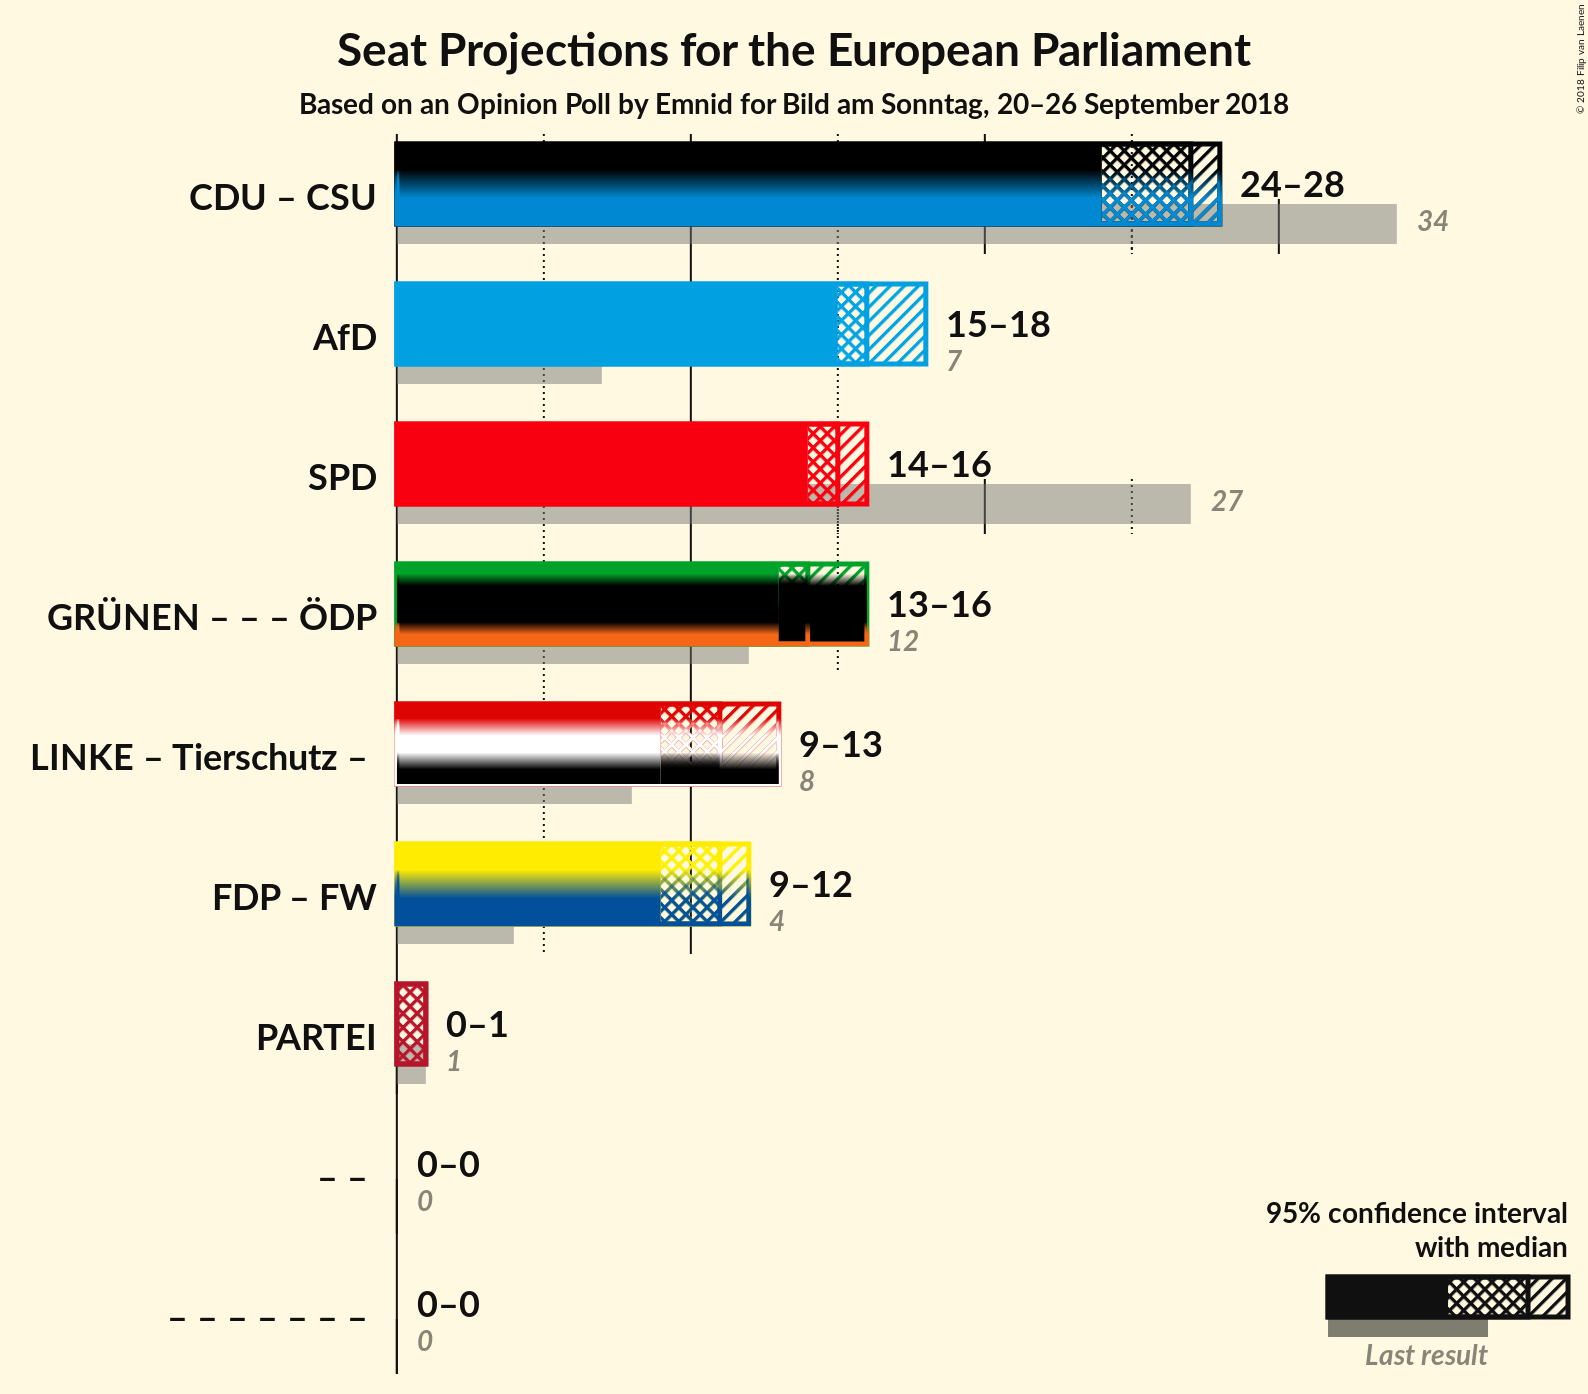 Seat Projections for the European Parliament
Based on an Opinion Poll by Emnid for Bild am Sonntag, 20–26 September 2018
© 2018 Filip van Laenen
CDU – CSU
24–28
34
AfD
15–18
7
SPD
14–16
27
GRÜNEN – – – ÖDP
13–16
12
LINKE – Tierschutz –
9–13
8
FDP – FW
9–12
4
PARTEI
0–1
1
– –
0–0
0
– – – – – – –
0–0
0
95% confidence interval
with median
Last result